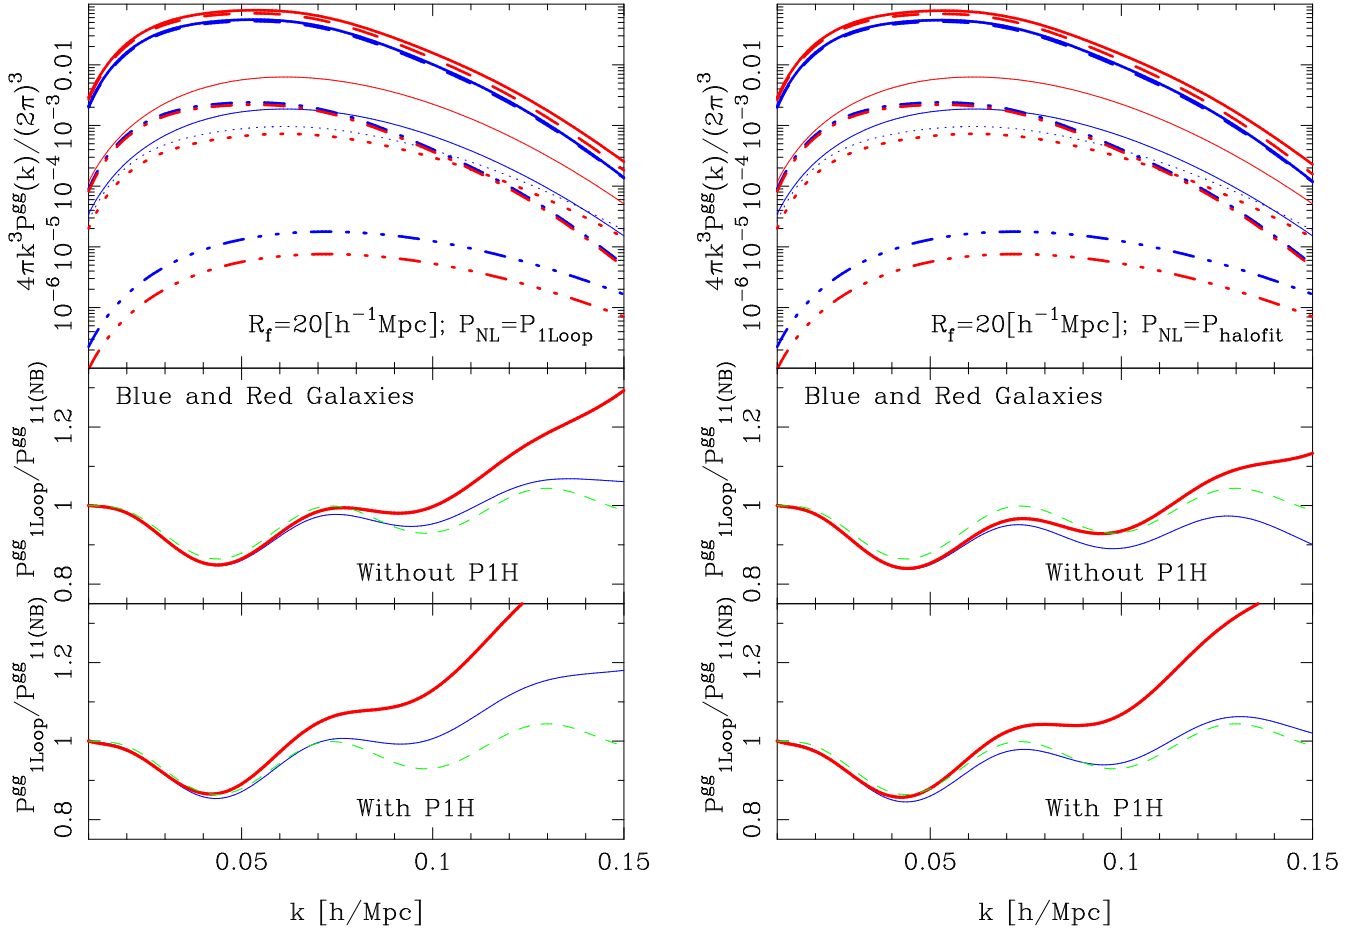 4πk³P^gg(k)/(2π)³
0.01
10⁻³
10⁻⁴
10⁻⁵
10⁻⁶
R_f=20[h⁻¹Mpc]; P_NL=P_1Loop
P^gg_1Loop/P^gg_11(NB)
1.2
1
0.8
Blue and Red Galaxies
Without P1H
P^gg_1Loop/P^gg_11(NB)
1.2
1
0.8
With P1H
0.05 0.1 0.15
k [h/Mpc]
4πk³P^gg(k)/(2π)³
0.01
10⁻³
10⁻⁴
10⁻⁵
10⁻⁶
R_f=20[h⁻¹Mpc]; P_NL=P_halofit
P^gg_1Loop/P^gg_11(NB)
1.2
1
0.8
Blue and Red Galaxies
Without P1H
P^gg_1Loop/P^gg_11(NB)
1.2
1
0.8
With P1H
0.05 0.1 0.15
k [h/Mpc]